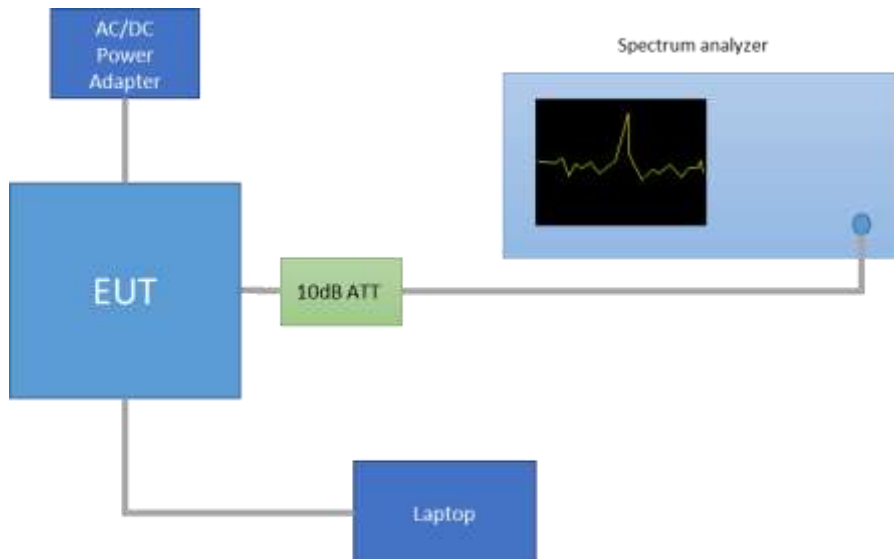 AC/DC
Power
Adapter
Spectrum analyzer
EUT
10dB ATT
Laptop